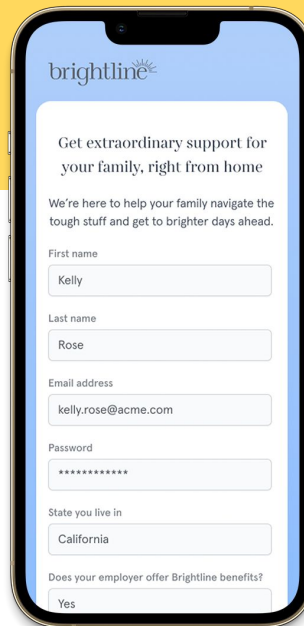 brightline
Get extraordinary support for
your family, right from home
We're here to help your family navigate the
tough stuff and get to brighter days ahead.
First name
Kelly
Last name
Rose
Email address
kelly.rose@acme.com
Password
************
State you live in
California
Does your employer offer Brightline benefits?
Yes